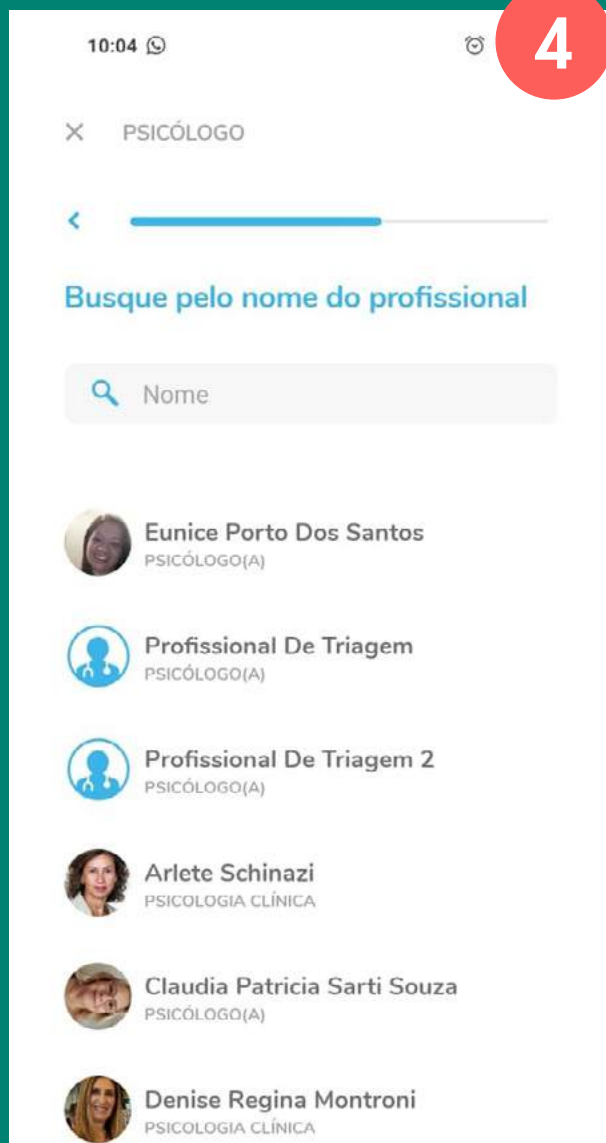 10:04
4
PSICÓLOGO
Busque pelo nome do profissional
Nome
Eunice Porto Dos Santos
PSICÓLOGO(A)
Profissional De Triagem
PSICÓLOGO(A)
Profissional De Triagem 2
PSICÓLOGO(A)
Arlete Schinazi
PSICOLOGIA CLÍNICA
Claudia Patricia Sarti Souza
PSICÓLOGO(A)
Denise Regina Montroni
PSICOLOGIA CLÍNICA